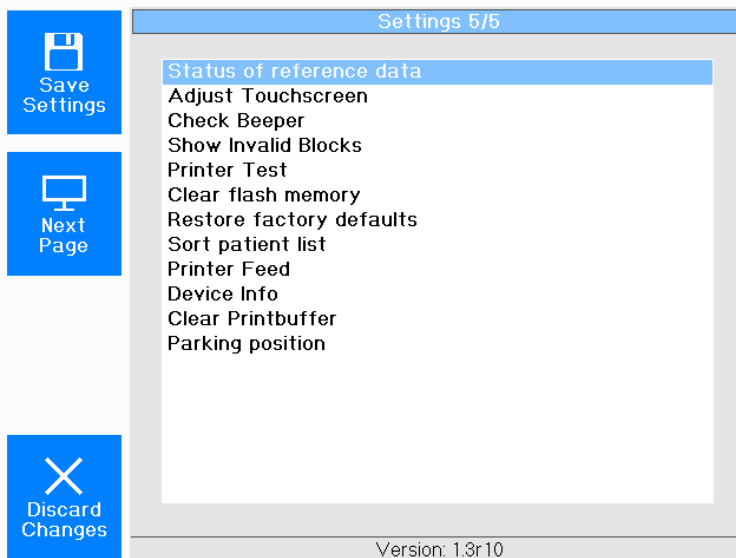 Settings 5/5
Save
Settings
Next
Page
Discard
Changes
Status of reference data
Adjust Touchscreen
Check Beeper
Show Invalid Blocks
Printer Test
Clear flash memory
Restore factory defaults
Sort patient list
Printer Feed
Device Info
Clear Printbuffer
Parking position
Version: 1.3r10